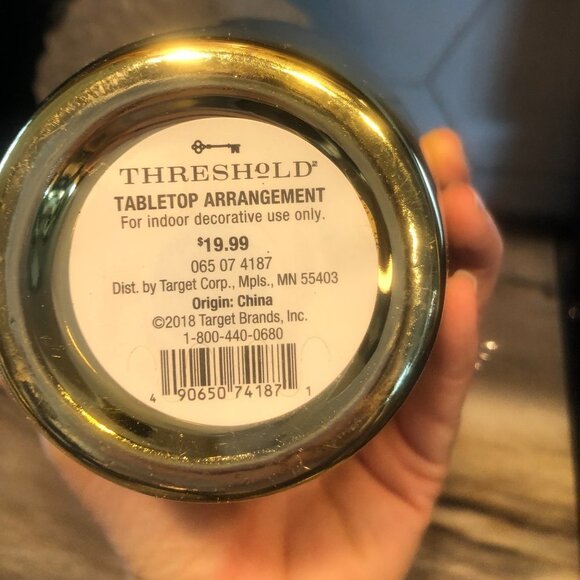 THRESHOLD
TABLETOP ARRANGEMENT
For indoor decorative use only.
$19.99
065 07 4187
Dist. by Target Corp., Mpls., MN 55403
Origin: China
©2018 Target Brands, Inc.
1-800-440-0680
4 90650 74187 1